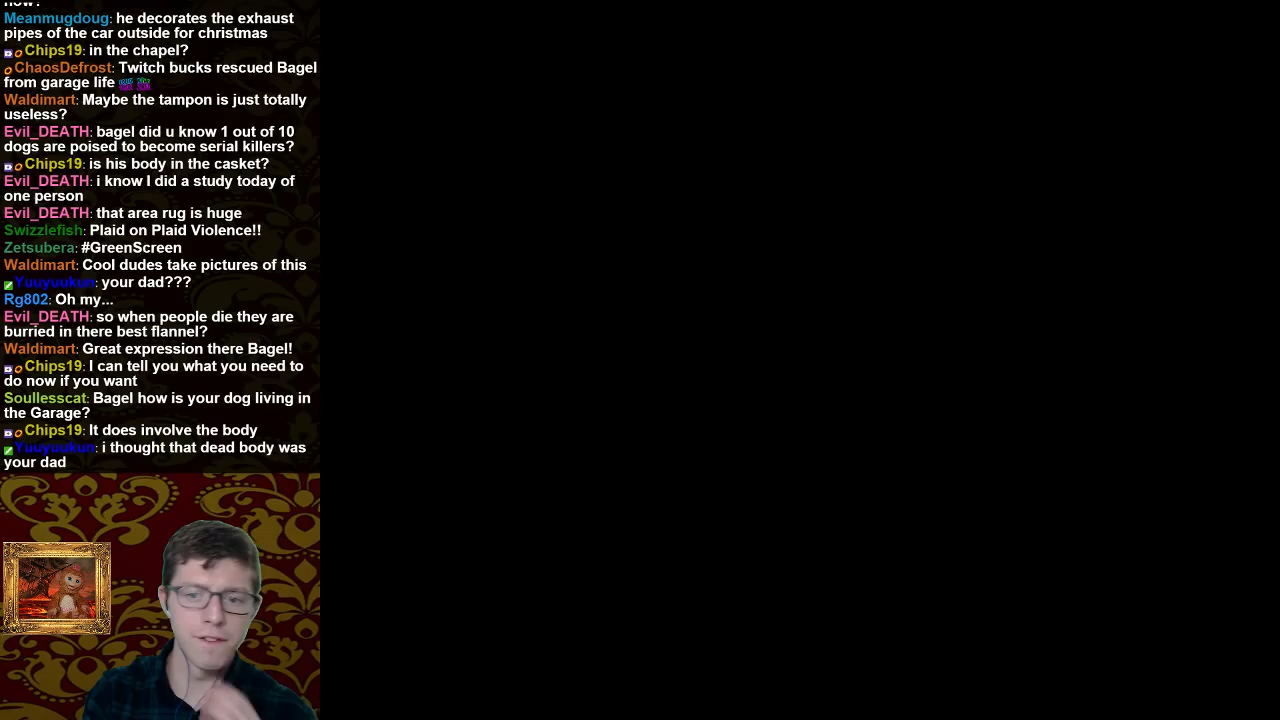 Meanmugdoug: he decorates the exhaust
pipes of the car outside for christmas
Chips19: in the chapel?
ChaosDefrost: Twitch bucks rescued Bagel
from garage life
Waldimart: Maybe the tampon is just totally
useless?
Evil_DEATH: bagel did u know 1 out of 10
dogs are poised to become serial killers?
Chips19: is his body in the casket?
Evil_DEATH: i know I did a study today of
one person
Evil_DEATH: that area rug is huge
Swizzlefish: Plaid on Plaid Violence!!
Zetsubera: #GreenScreen
Waldimart: Cool dudes take pictures of this
Yuuyuukun: your dad???
Rg802: Oh my...
Evil_DEATH: so when people die they are
burried in there best flannel?
Waldimart: Great expression there Bagel!
Chips19: I can tell you what you need to
do now if you want
Soullesscat: Bagel how is your dog living in
the Garage?
Chips19: It does involve the body
Yuuyuukun: i thought that dead body was
your dad